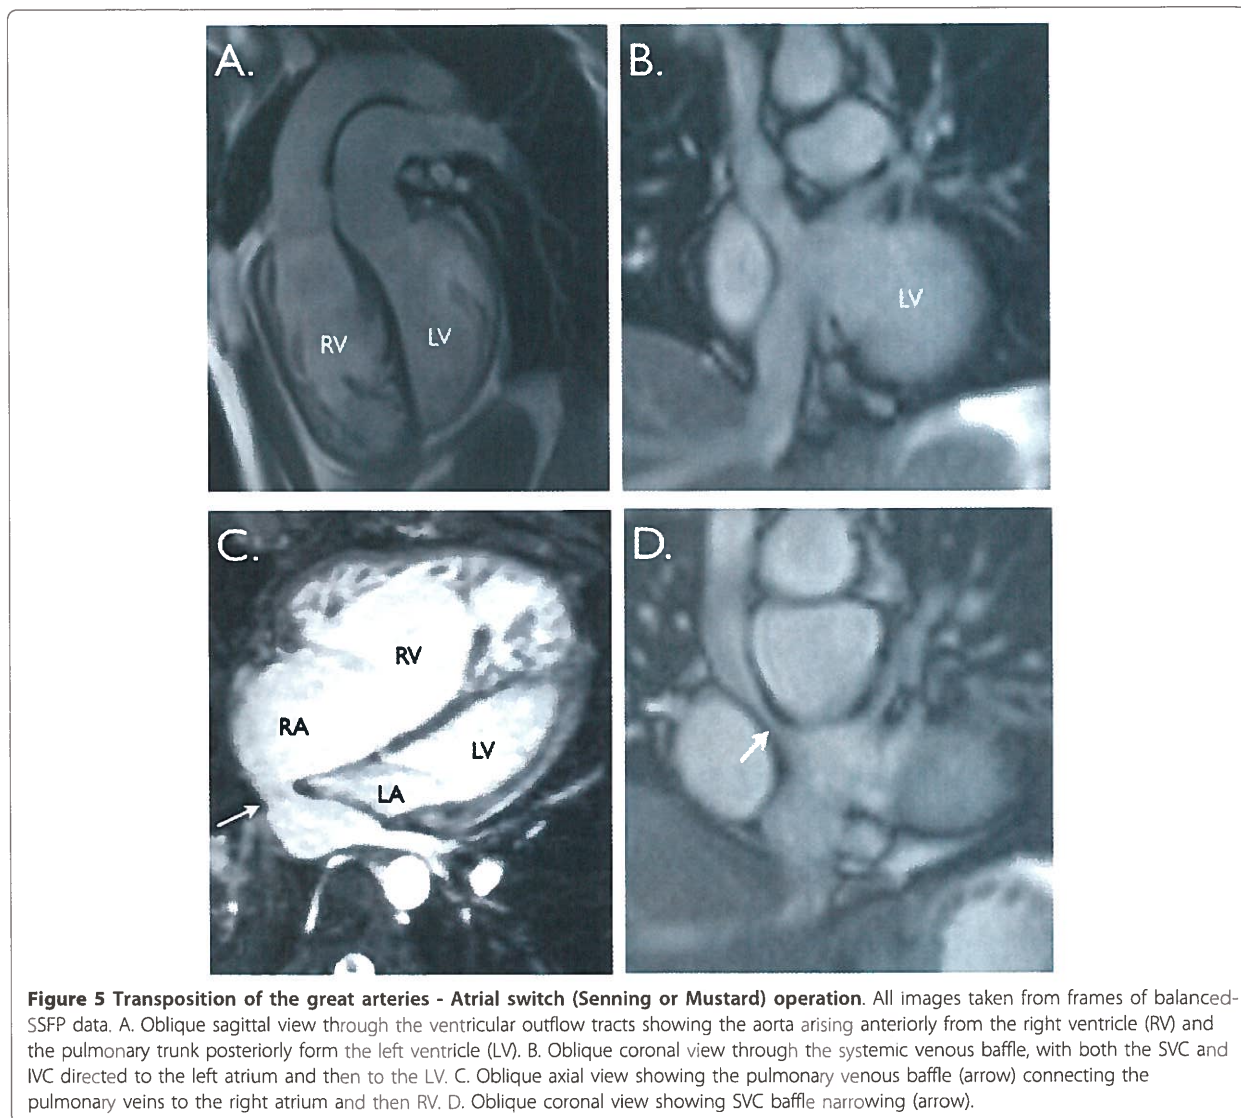 A.
B.
RV
LV
LV
C.
D.
RV
RA
LV
LA
Figure 5 Transposition of the great arteries - Atrial switch (Senning or Mustard) operation. All images taken from frames of balanced-
SSFP data. A. Oblique sagittal view through the ventricular outflow tracts showing the aorta arising anteriorly from the right ventricle (RV) and
the pulmonary trunk posteriorly form the left ventricle (LV). B. Oblique coronal view through the systemic venous baffle, with both the SVC and
IVC directed to the left atrium and then to the LV. C. Oblique axial view showing the pulmonary venous baffle (arrow) connecting the
pulmonary veins to the right atrium and then RV. D. Oblique coronal view showing SVC baffle narrowing (arrow).